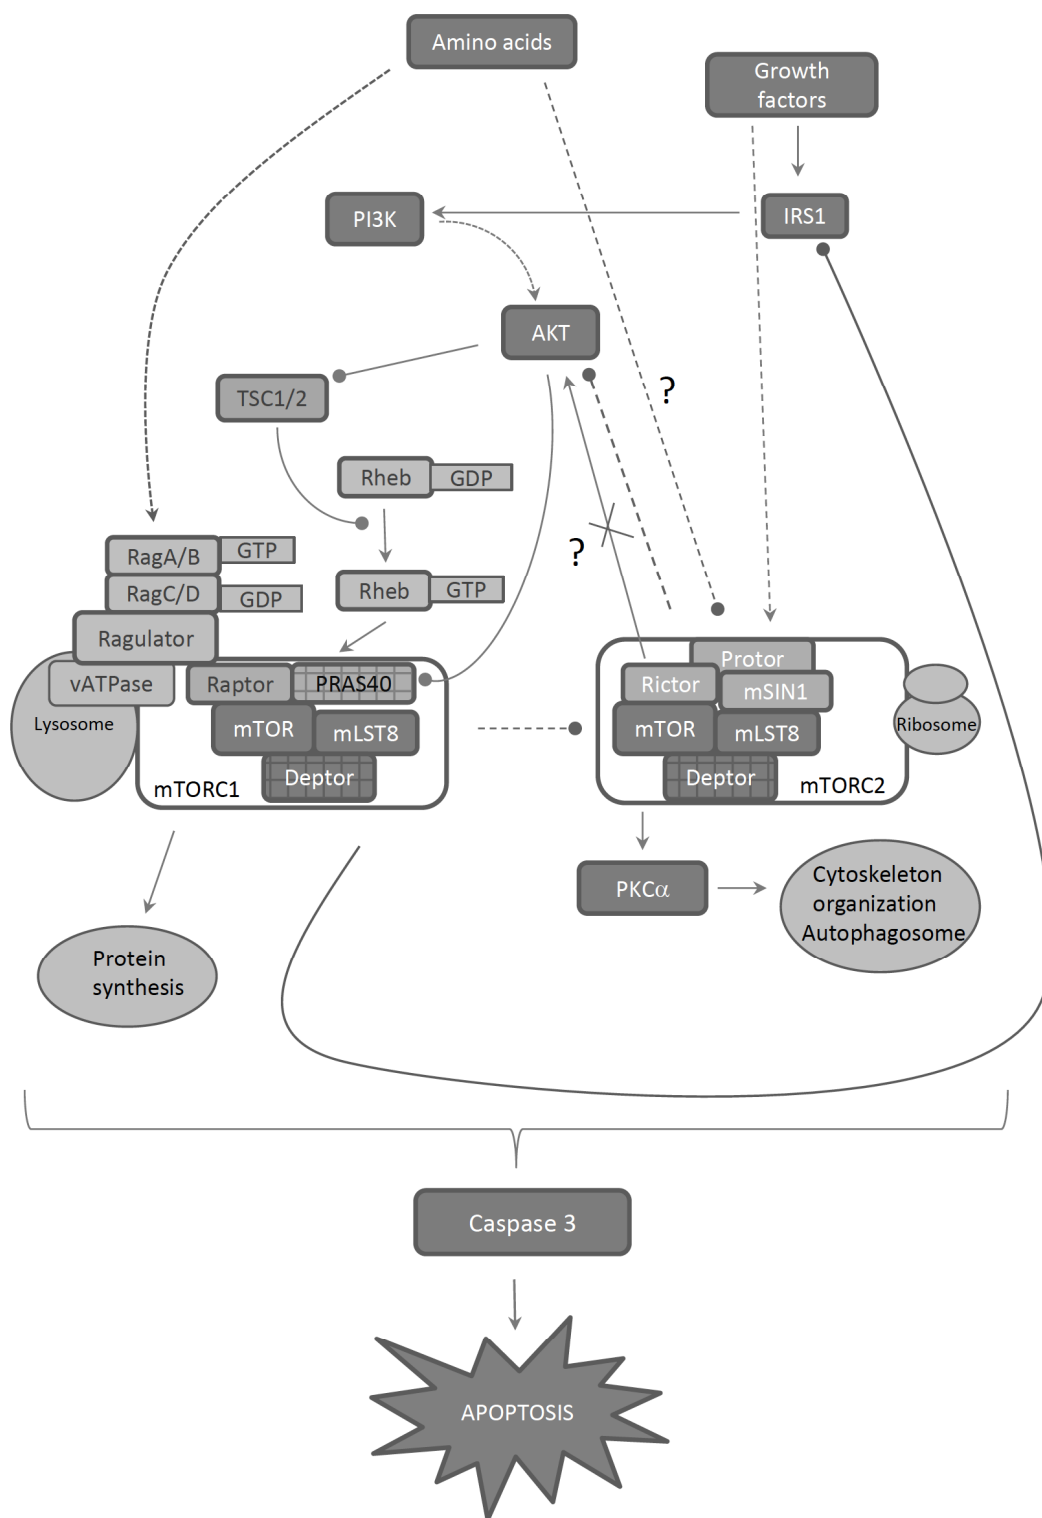 Amino acids
Growth
factors
PI3K
IRS1
AKT
TSC1/2
?
Rheb
GDP
?
RagA/B
GTP
RagC/D
GDP
Rheb
GTP
Ragulator
vATPase
Lysosome
Raptor
PRAS40
mTOR
mLST8
Deptor
mTORC1
Protor
Rictor
mSIN1
mTOR
mLST8
Deptor
mTORC2
Ribosome
PKCα
Cytoskeleton
organization
Autophagosome
Protein
synthesis
Caspase 3
APOPTOSIS